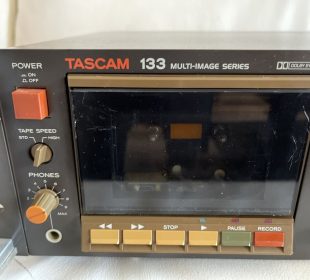 TASCAM 133 MULTI-IMAGE SERIES
DOLBY
POWER
ON
OFF
TAPE SPEED
STD HIGH
PHONES
MAX
STOP
PAUSE
RECORD